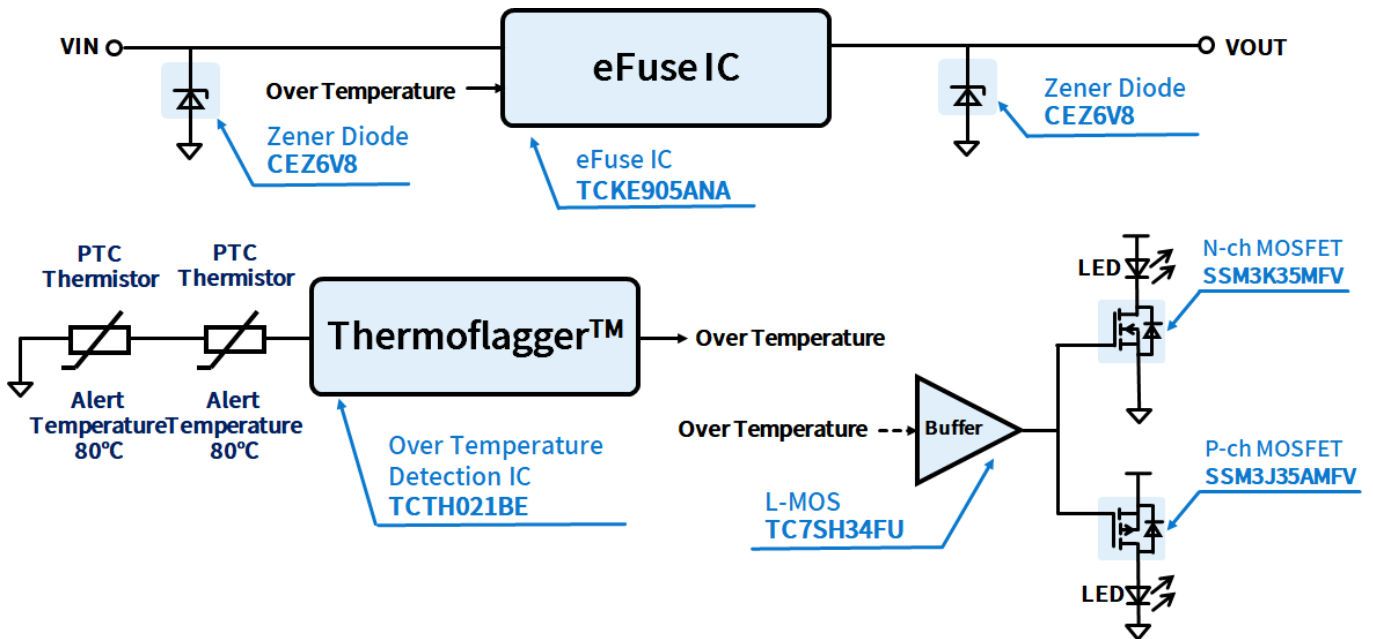 VIN
eFuse IC
VOUT
Over Temperature
Zener Diode
CEZ6V8
Zener Diode
CEZ6V8
eFuse IC
TCKE905ANA
PTC
Thermistor
PTC
Thermistor
Thermoflagger™
Over Temperature
Alert
Temperature
80°C
Alert
Temperature
80°C
Over Temperature
Detection IC
TCTH021BE
Over Temperature
Buffer
L-MOS
TC7SH34FU
LED
N-ch MOSFET
SSM3K35MFV
P-ch MOSFET
SSM3J35AMFV
LED